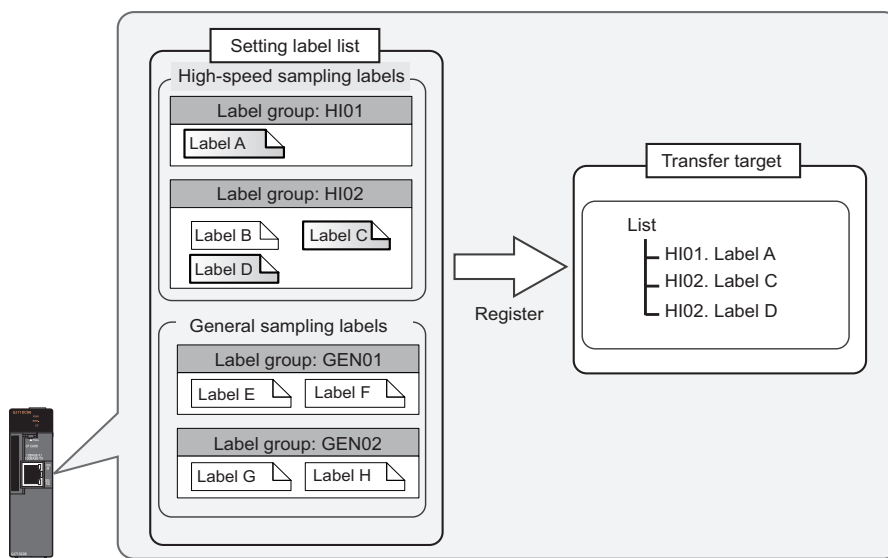 Setting label list
High-speed sampling labels
Label group: HI01
Label A
Label group: HI02
Label B
Label C
Label D
General sampling labels
Label group: GEN01
Label E
Label F
Label group: GEN02
Label G
Label H
Register
Transfer target
List
HI01. Label A
HI02. Label C
HI02. Label D